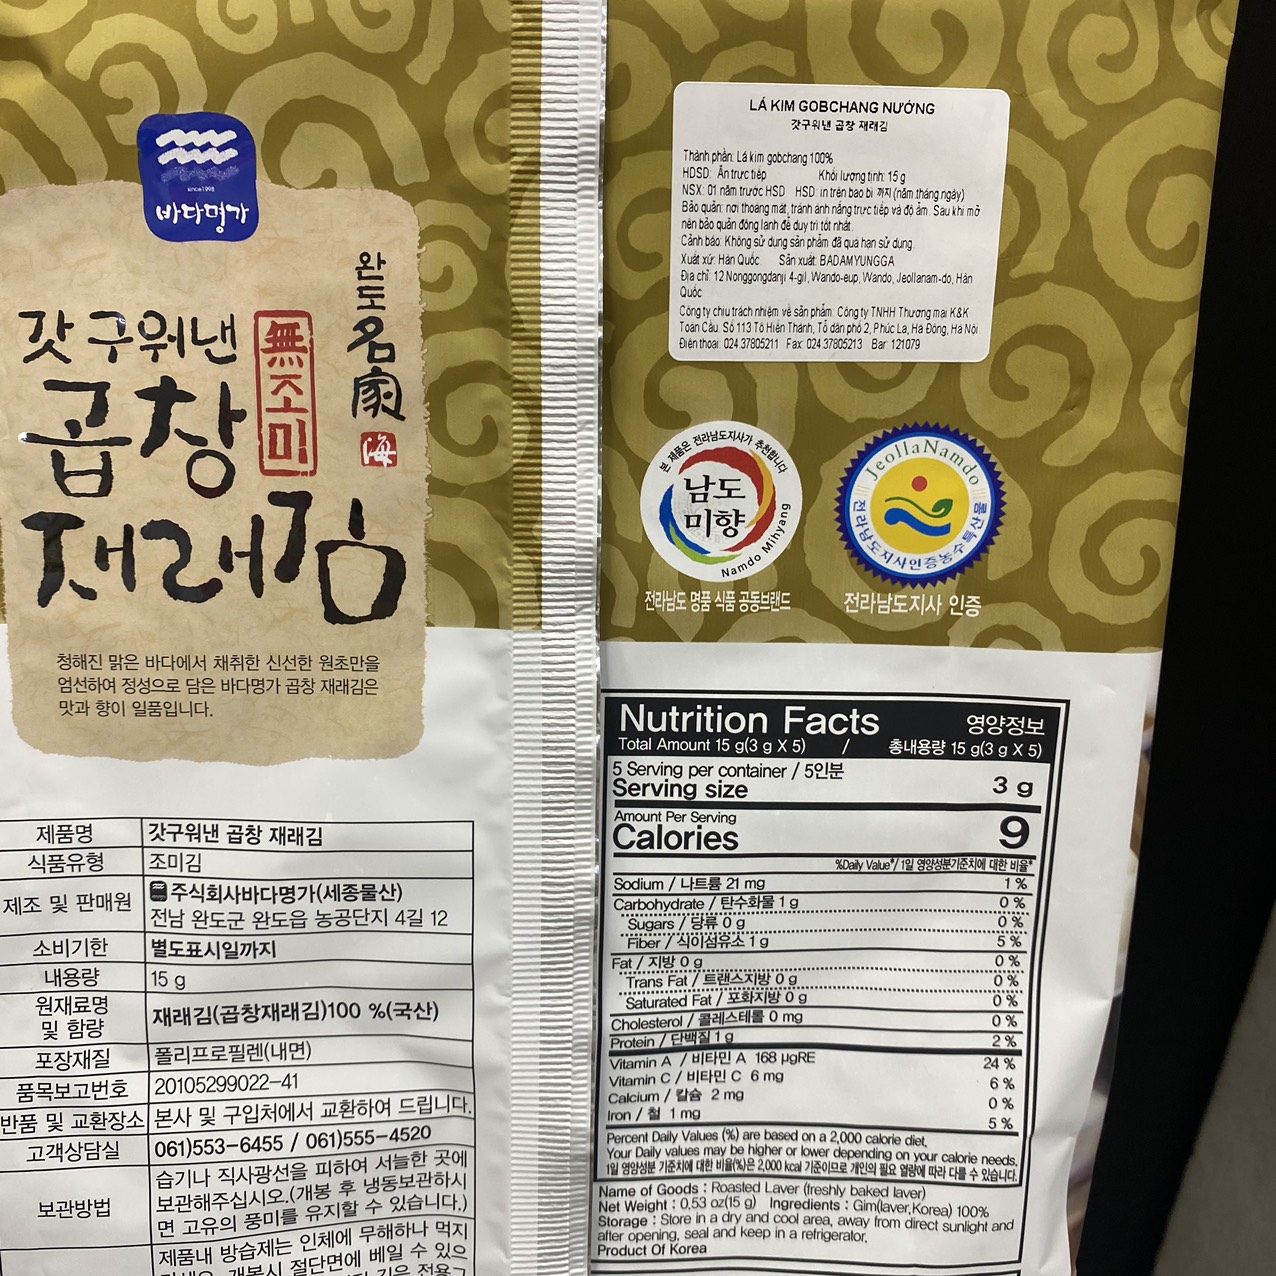 since1998
바다명가
완도名家
海
갓 구워낸
無조미
곱창
재래김
청해진 맑은 바다에서 채취한 신선한 원초만을
엄선하여 정성으로 담은 바다명가 곱창 재래김은
맛과 향이 일품입니다.
제품명 갓구워낸 곱창 재래김
식품유형 조미김
제조 및 판매원 주식회사바다명가(세종물산)
전남 완도군 완도읍 농공단지 4길 12
소비기한 별도표시일까지
내용량 15 g
원재료명 및 함량 재래김(곱창재래김)100 %(국산)
포장재질 폴리프로필렌(내면)
품목보고번호 20105299022-41
반품 및 교환장소 본사 및 구입처에서 교환하여 드립니다.
고객상담실 061)553-6455 / 061)555-4520
보관방법 습기나 직사광선을 피하여 서늘한 곳에
보관해주십시오.(개봉 후 냉동보관하시
면 고유의 풍미를 유지할 수 있습니다.)
제품내 방습제는 인체에 무해하나 먹지
개봉시 절단면에 베일 수 있으
LÁ KIM GOBCHANG NƯỚNG
갓구워낸 곱창 재래김
Thành phần: Lá kim gobchang 100%
HDSD: Ăn trực tiếp Khối lượng tịnh: 15 g
NSX: 01 năm trước HSD HSD: in trên bao bì 까지 (năm.tháng.ngày)
Bảo quản: nơi thoáng mát, tránh ánh nắng trực tiếp và độ ẩm. Sau khi mở
nên bảo quản đông lạnh để duy trì tốt nhất.
Cảnh báo: Không sử dụng sản phẩm đã quá hạn sử dụng
Xuất xứ: Hàn Quốc Sản xuất: BADAMYUNGGA
Địa chỉ: 12 Nonggongdanji 4-gil, Wando-eup, Wando, Jeollanam-do, Hàn
Quốc
Công ty chịu trách nhiệm về sản phẩm: Công ty TNHH Thương mại K&K
Toàn Cầu. Số 113 Tô Hiến Thành, Tổ dân phố 2, Phúc La, Hà Đông, Hà Nội.
Điện thoại: 024.37805211 Fax: 024.37805213 Bar: 121079
본 제품은 전라남도지사가 추천합니다
남도
미향
Namdo Mihyang
전라남도 명품 식품 공동브랜드
JeollaNamdo
전라남도지사인증농수특산물
전라남도지사 인증
Nutrition Facts 영양정보
Total Amount 15 g(3 g X 5) / 총내용량 15 g(3 g X 5)
5 Serving per container / 5인분
Serving size 3 g
Amount Per Serving
Calories 9
%Daily Value*/ 1일 영양성분기준치에 대한 비율*
Sodium / 나트륨 21 mg 1 %
Carbohydrate / 탄수화물 1 g 0 %
Sugars / 당류 0 g 0 %
Fiber / 식이섬유소 1 g 5 %
Fat / 지방 0 g 0 %
Trans Fat / 트랜스지방 0 g 0 %
Saturated Fat / 포화지방 0 g 0 %
Cholesterol / 콜레스테롤 0 mg 0 %
Protein / 단백질 1 g 2 %
Vitamin A / 비타민 A 168 µgRE 24 %
Vitamin C / 비타민 C 6 mg 6 %
Calcium / 칼슘 2 mg 0 %
Iron / 철 1 mg 5 %
Percent Daily Values (%) are based on a 2,000 calorie diet,
Your Daily values may be higher or lower depending on your calorie needs.
1일 영양성분 기준치에 대한 비율(%)은 2,000 kcal 기준이므로 개인의 필요 열량에 따라 다를 수 있습니다.
Name of Goods : Roasted Laver (freshly baked laver)
Net Weight : 0.53 oz(15 g) Ingredients : Gim(laver,Korea) 100%
Storage : Store in a dry and cool area, away from direct sunlight and
after opening, seal and keep in a refrigerator.
Product Of Korea